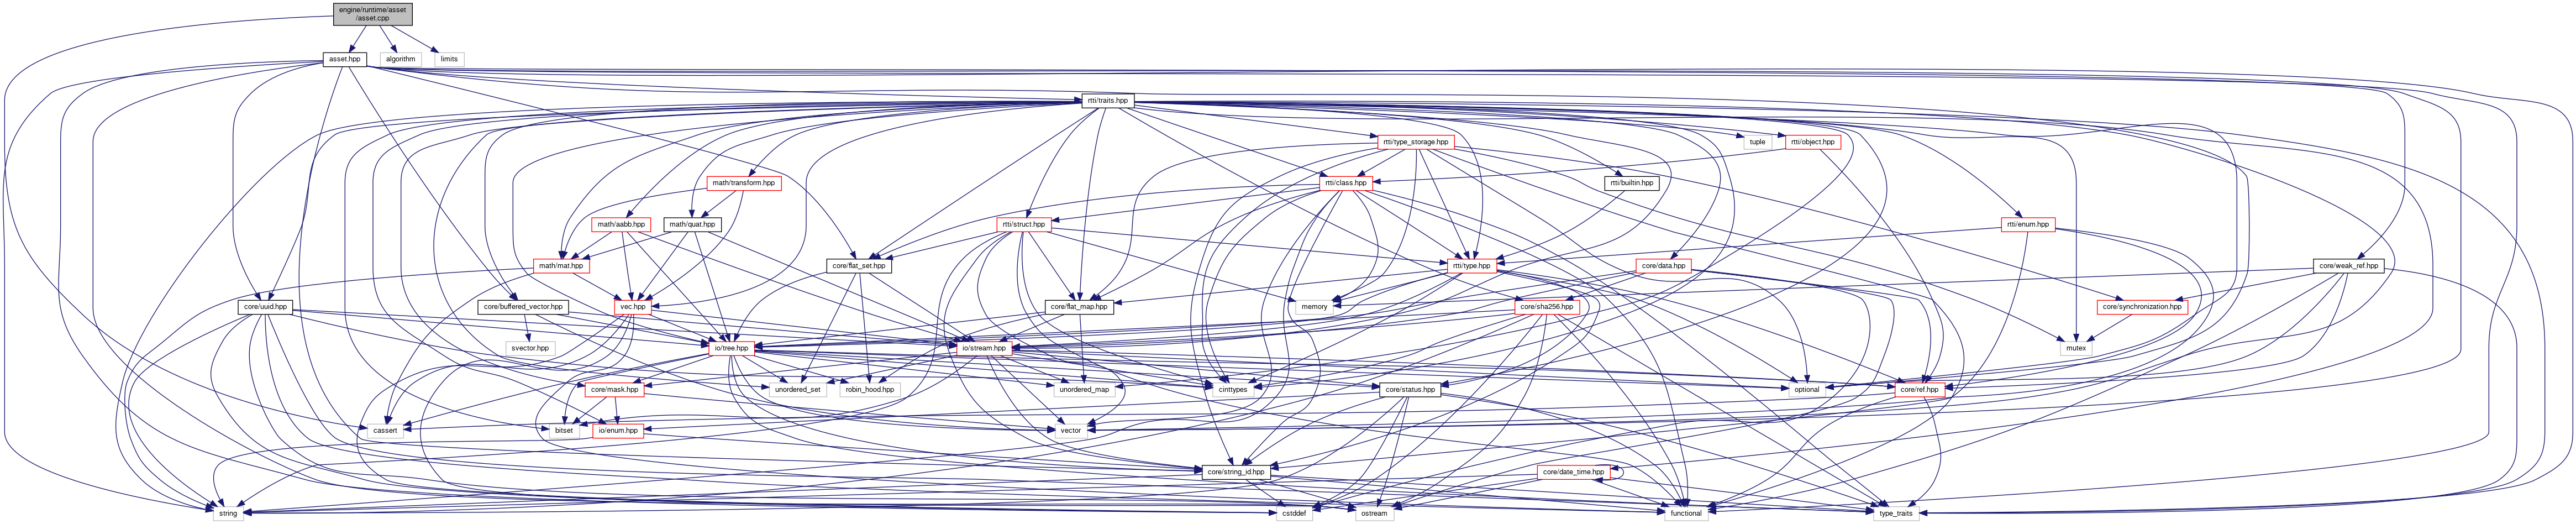 engine/runtime/asset
/asset.cpp
asset.hpp
algorithm
limits
rtti/traits.hpp
rtti/type_storage.hpp
tuple
rtti/object.hpp
math/transform.hpp
rtti/class.hpp
rtti/builtin.hpp
math/aabb.hpp
math/quat.hpp
rtti/struct.hpp
rtti/enum.hpp
math/mat.hpp
core/flat_set.hpp
rtti/type.hpp
core/data.hpp
core/weak_ref.hpp
core/uuid.hpp
core/buffered_vector.hpp
vec.hpp
core/flat_map.hpp
memory
core/sha256.hpp
core/synchronization.hpp
svector.hpp
io/tree.hpp
io/stream.hpp
mutex
core/mask.hpp
unordered_set
robin_hood.hpp
unordered_map
cinttypes
core/status.hpp
optional
core/ref.hpp
cassert
bitset
io/enum.hpp
vector
core/string_id.hpp
core/date_time.hpp
string
ostream
cstddef
functional
type_traits